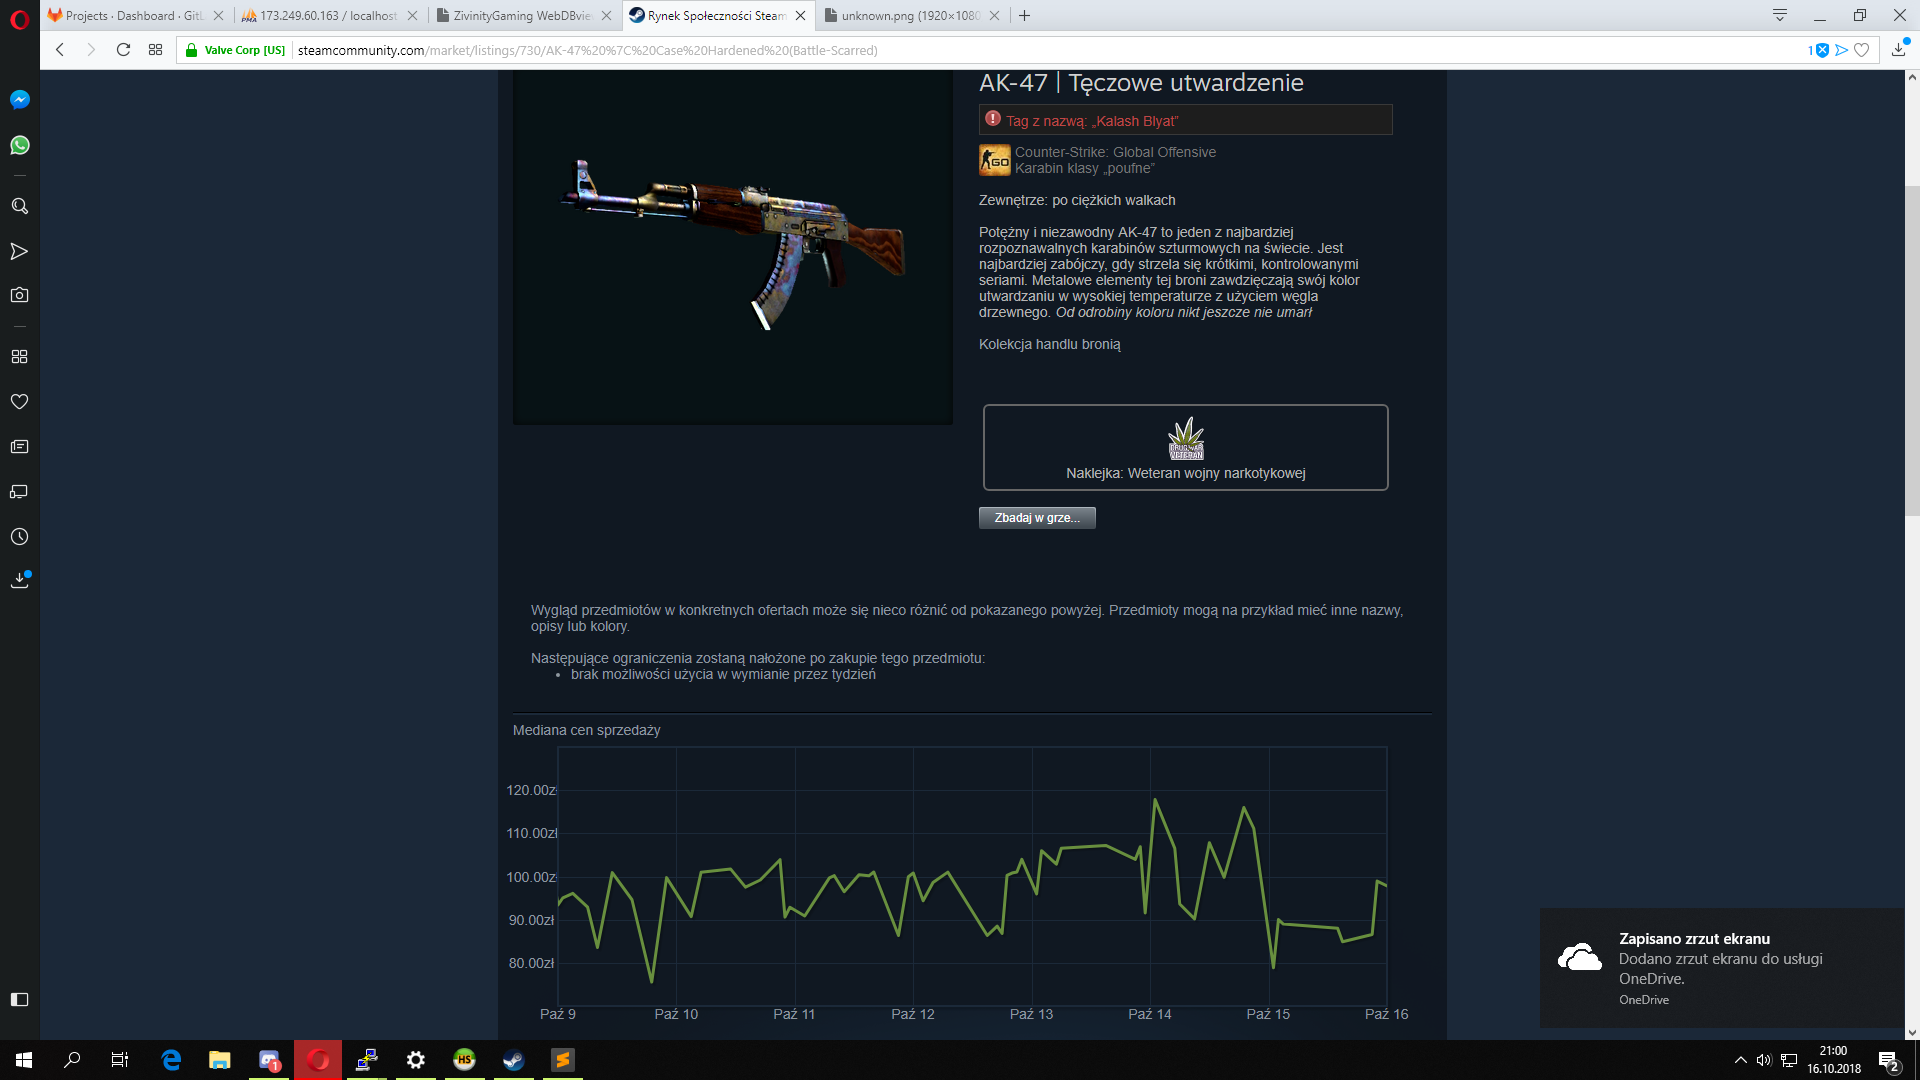 Projects · Dashboard · GitL
173.249.60.163 / localhost
ZivinityGaming WebDBvie
Rynek Społeczności Steam
unknown.png (1920×1080
Valve Corp [US]
steamcommunity.com/market/listings/730/AK-47%20%7C%20Case%20Hardened%20(Battle-Scarred)
1
AK-47 | Tęczowe utwardzenie
Tag z nazwą: „Kalash Blyat”
GO
Counter-Strike: Global Offensive
Karabin klasy „poufne”
Zewnętrze: po ciężkich walkach
Potężny i niezawodny AK-47 to jeden z najbardziej
rozpoznawalnych karabinów szturmowych na świecie. Jest
najbardziej zabójczy, gdy strzela się krótkimi, kontrolowanymi
seriami. Metalowe elementy tej broni zawdzięczają swój kolor
utwardzaniu w wysokiej temperaturze z użyciem węgla
drzewnego. Od odrobiny koloru nikt jeszcze nie umarł
Kolekcja handlu bronią
DRUG WAR
VETERAN
Naklejka: Weteran wojny narkotykowej
Zbadaj w grze...
Wygląd przedmiotów w konkretnych ofertach może się nieco różnić od pokazanego powyżej. Przedmioty mogą na przykład mieć inne nazwy,
opisy lub kolory.
Następujące ograniczenia zostaną nałożone po zakupie tego przedmiotu:
• brak możliwości użycia w wymianie przez tydzień
Mediana cen sprzedaży
120.00zł
110.00zł
100.00zł
90.00zł
80.00zł
Paź 9
Paź 10
Paź 11
Paź 12
Paź 13
Paź 14
Paź 15
Paź 16
Zapisano zrzut ekranu
Dodano zrzut ekranu do usługi
OneDrive.
OneDrive
1
HS
21:00
16.10.2018
2